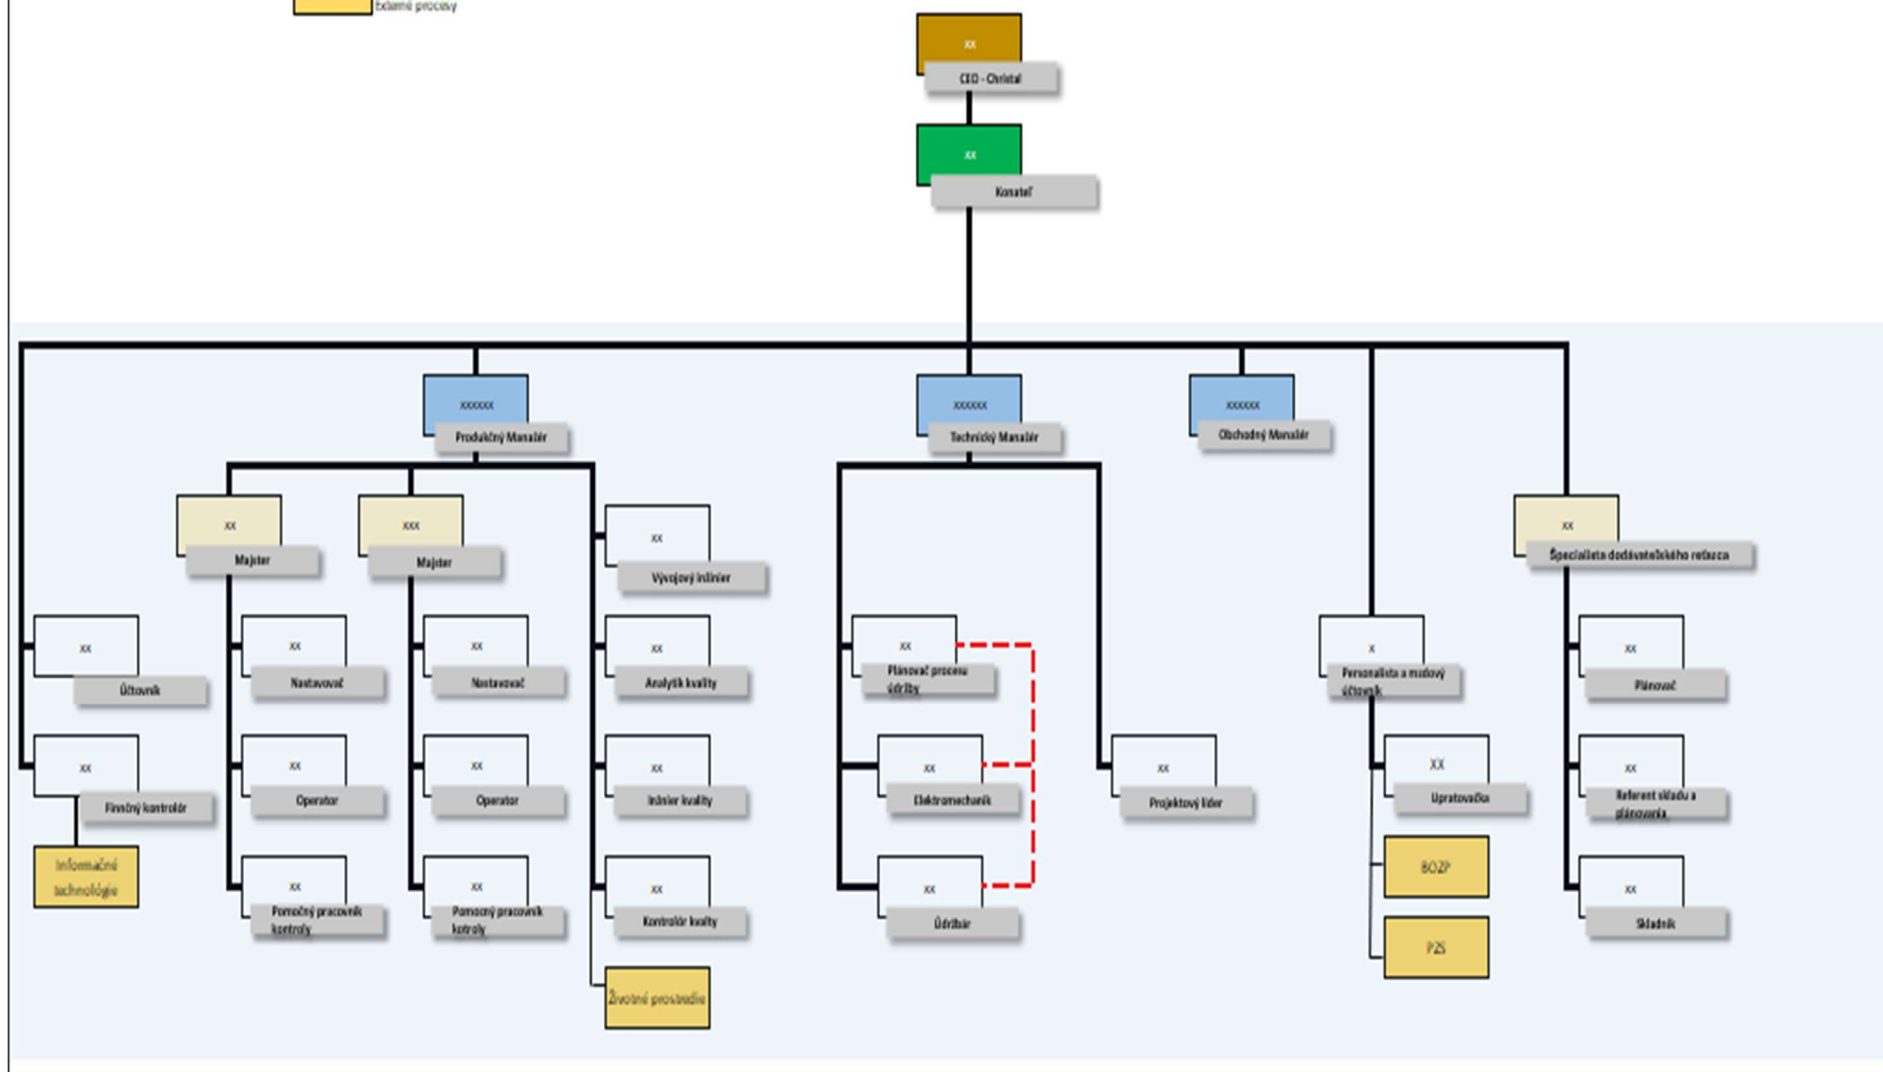 Externé procesy
xx
CEO - Christal
xx
Konateľ
xxxxxx
Produkčný Manažér
xxxxxx
Technický Manažér
xxxxxx
Obchodný Manažér
xx
Majster
xxx
Majster
xx
Vývojový inžinier
xx
Špecialista dodávateľského reťazca
xx
Účtovník
xx
Nastavovač
xx
Nastavovač
xx
Analytik kvality
xx
Plánovač procesu
údržby
x
Personalista a mzdový
účtovník
xx
Plánovač
xx
Finnčný kontrolór
xx
Operator
xx
Operator
xx
Inžnier kvality
xx
Elektromechanik
xx
Projektový líder
XX
Upratovačka
xx
Referent skladu a
plánovania
Informačné
technológie
xx
Pomočný pracovník
kontroly
xx
Pomocný pracovník
kotroly
xx
Kontrolór kvalty
xx
Údržbár
BOZP
xx
Skladník
PZS
Životné prostredie